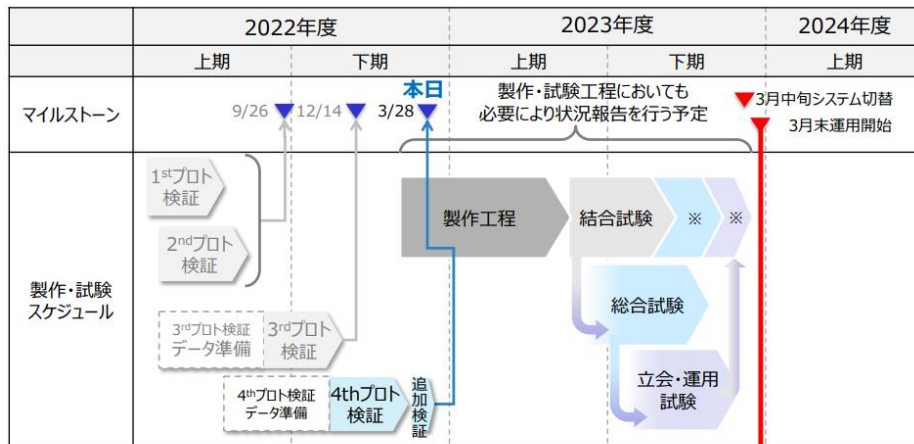 2022年度
2023年度
2024年度
上期
下期
上期
下期
上期
マイルストーン
9/26
12/14
本日
3/28
製作・試験工程においても
必要により状況報告を行う予定
3月中旬システム切替
3月末運用開始
製作・試験
スケジュール
1stプロト
検証
2ndプロト
検証
3rdプロト検証
データ準備
3rdプロト
検証
4thプロト検証
データ準備
4thプロト
検証
追加検証
製作工程
結合試験
※
※
総合試験
立会・運用
試験